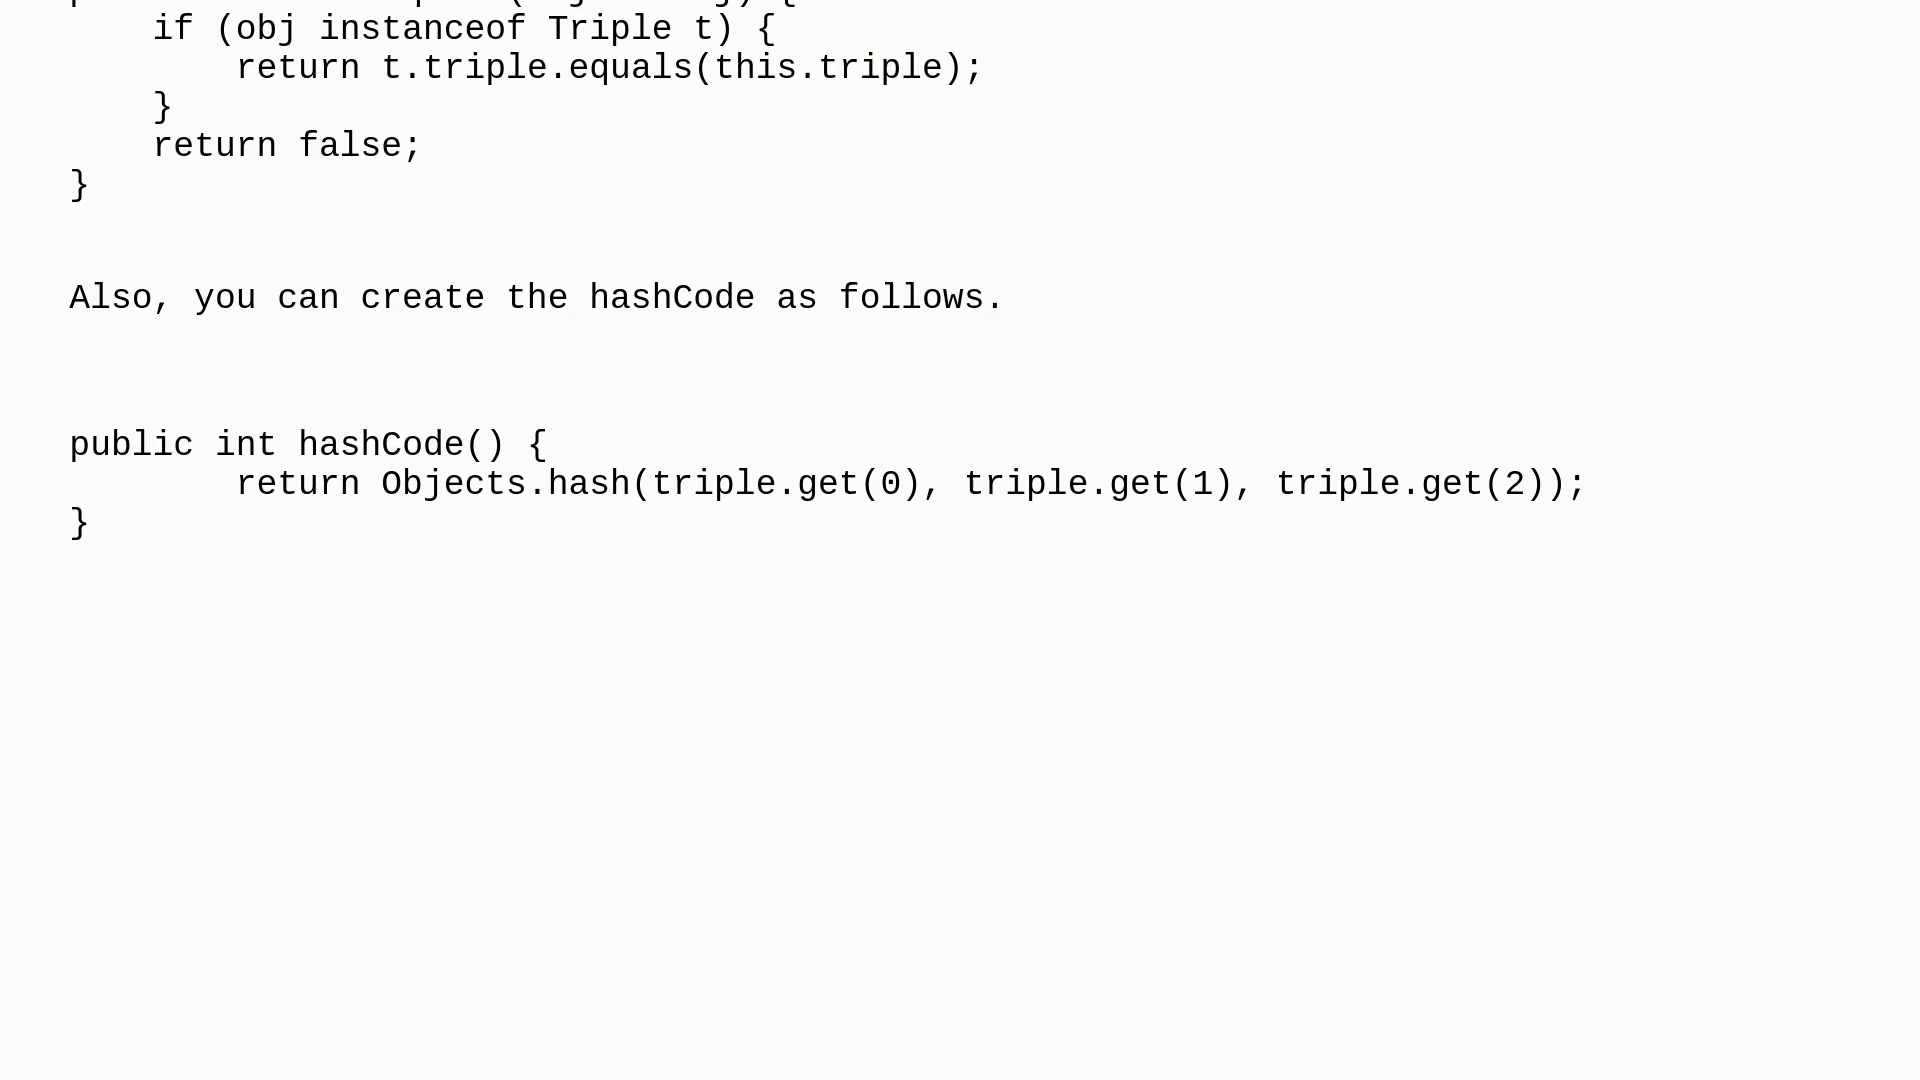 if (obj instanceof Triple t) {
return t.triple.equals(this.triple);
}
return false;
}
Also, you can create the hashCode as follows.
public int hashCode() {
return Objects.hash(triple.get(0), triple.get(1), triple.get(2));
}